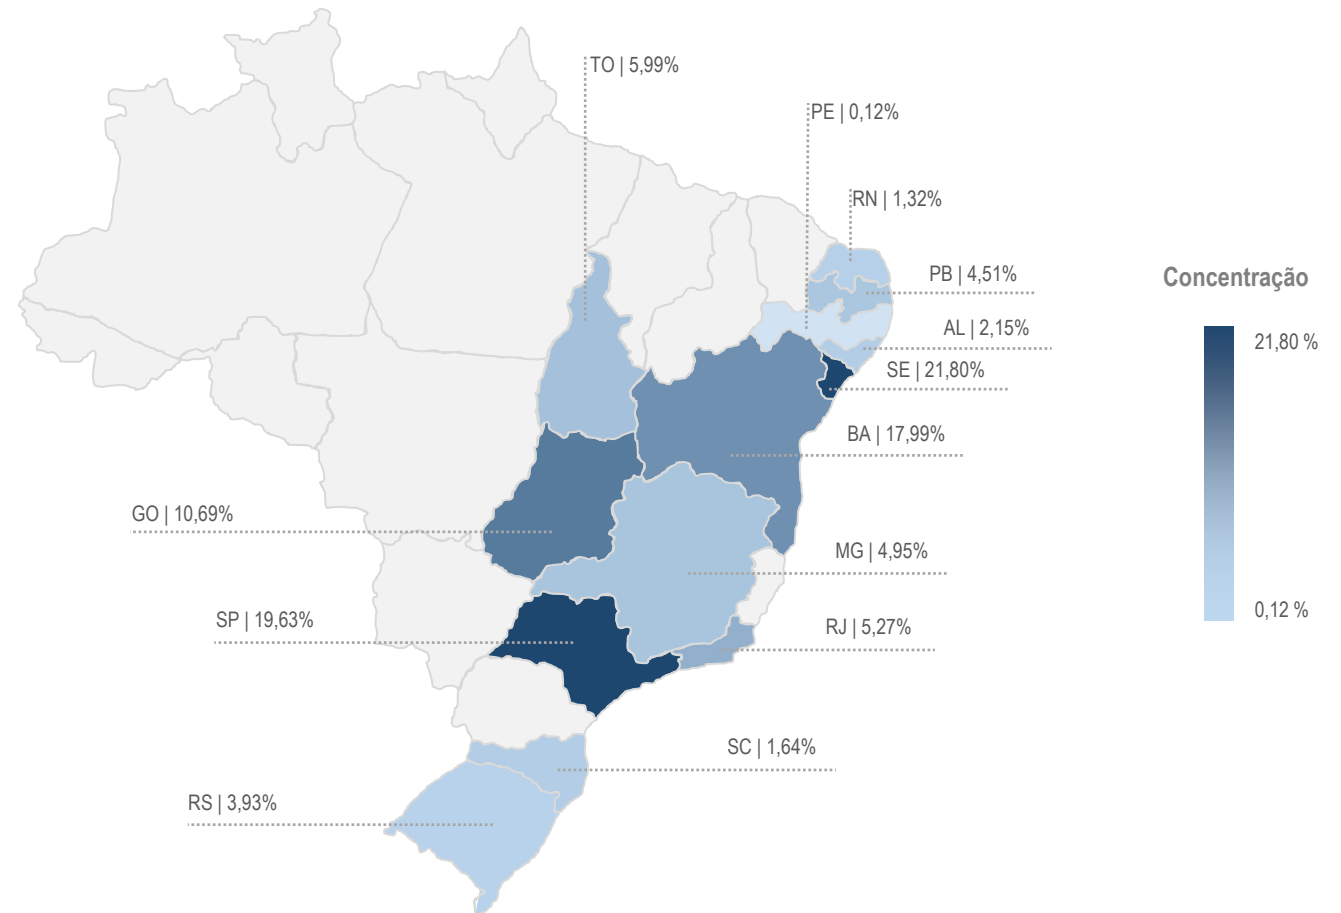 TO | 5,99%
PE | 0,12%
RN | 1,32%
PB | 4,51%
Concentração
AL | 2,15%
21,80 %
SE | 21,80%
BA | 17,99%
GO | 10,69%
MG | 4,95%
0,12 %
SP | 19,63%
RJ | 5,27%
SC | 1,64%
RS | 3,93%